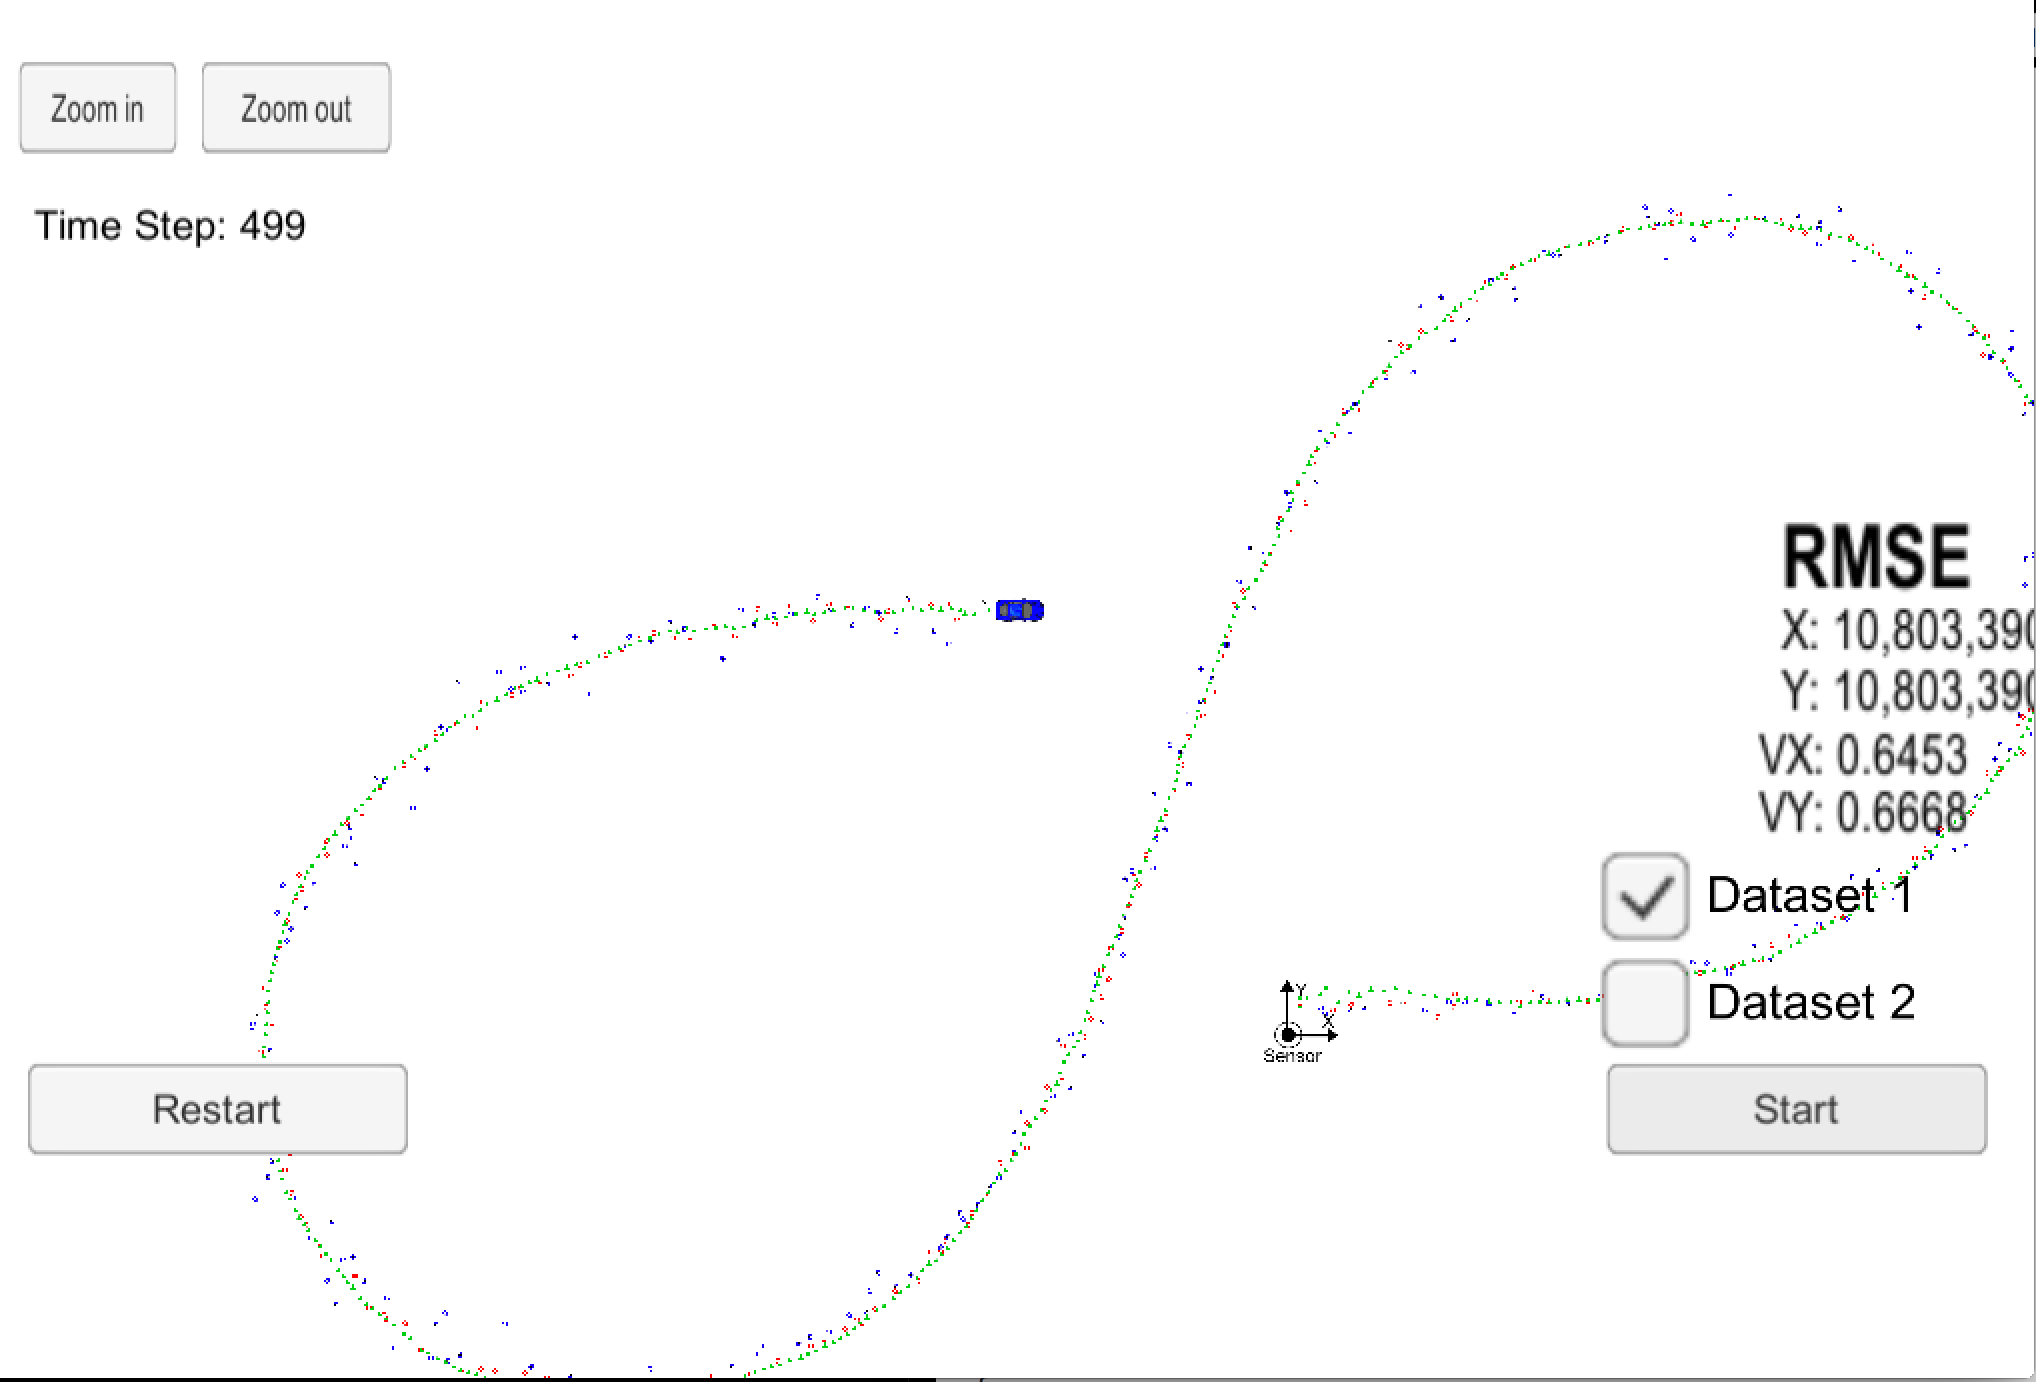 Zoom in
Zoom out
Time Step: 499
RMSE
X: 10,803,390
Y: 10,803,390
VX: 0.6453
VY: 0.6668
Dataset 1
Dataset 2
Y
X
Sensor
Restart
Start